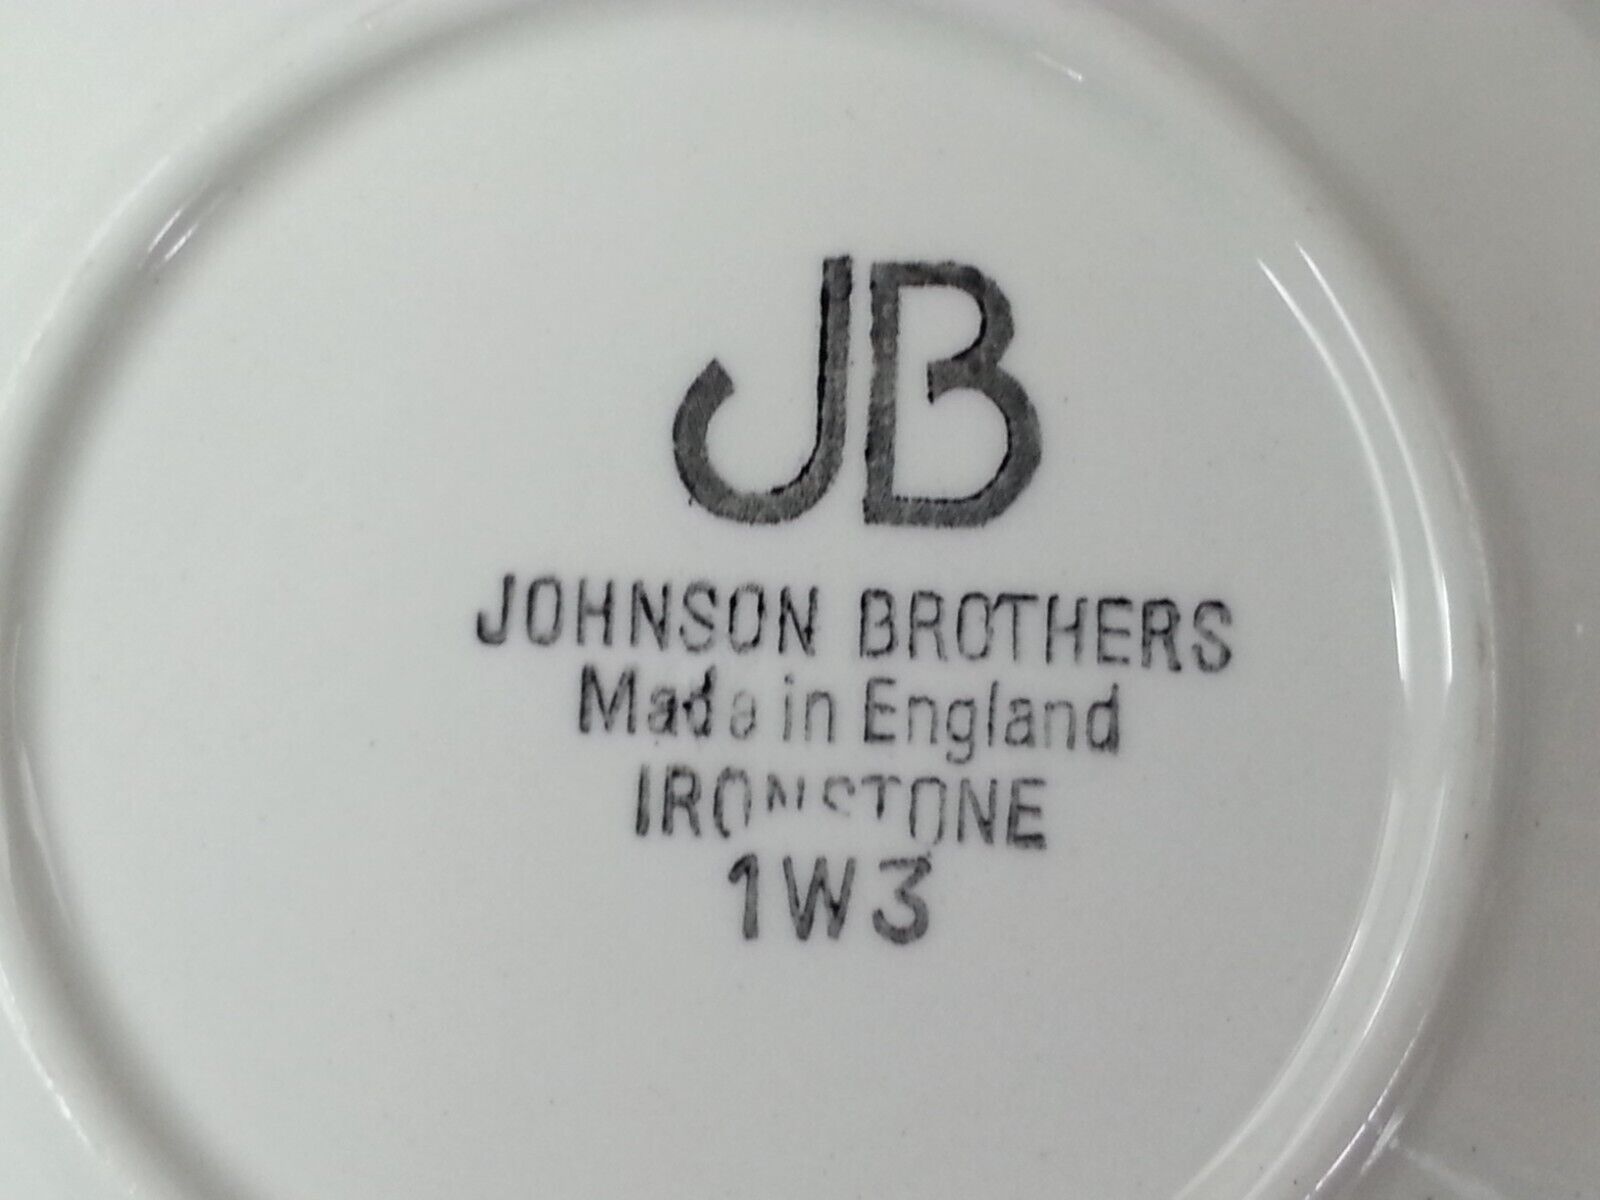 JB
JOHNSON BROTHERS
Made in England
IRONSTONE
1W3